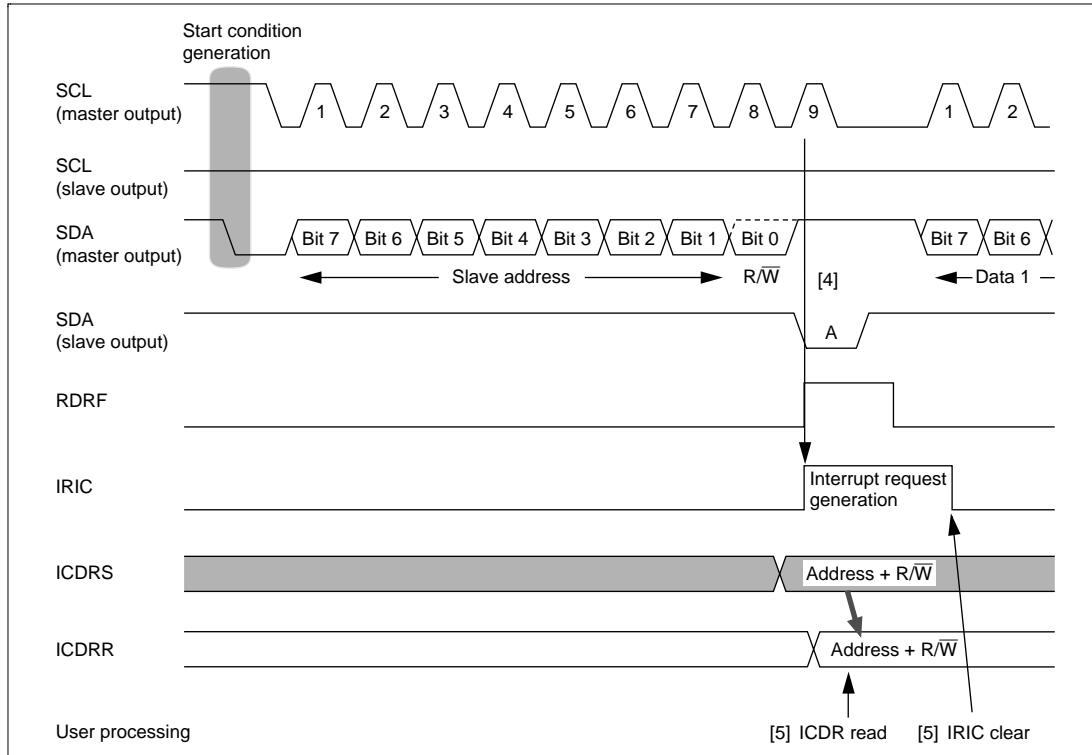 Start condition
generation
SCL
(master output)
1 2 3 4 5 6 7 8 9 1 2
SCL
(slave output)
SDA
(master output)
Bit 7 Bit 6 Bit 5 Bit 4 Bit 3 Bit 2 Bit 1 Bit 0 Bit 7 Bit 6
Slave address R/W̅ [4] Data 1
SDA
(slave output)
A
RDRF
IRIC
Interrupt request
generation
ICDRS
Address + R/W̅
ICDRR
Address + R/W̅
User processing
[5] ICDR read [5] IRIC clear